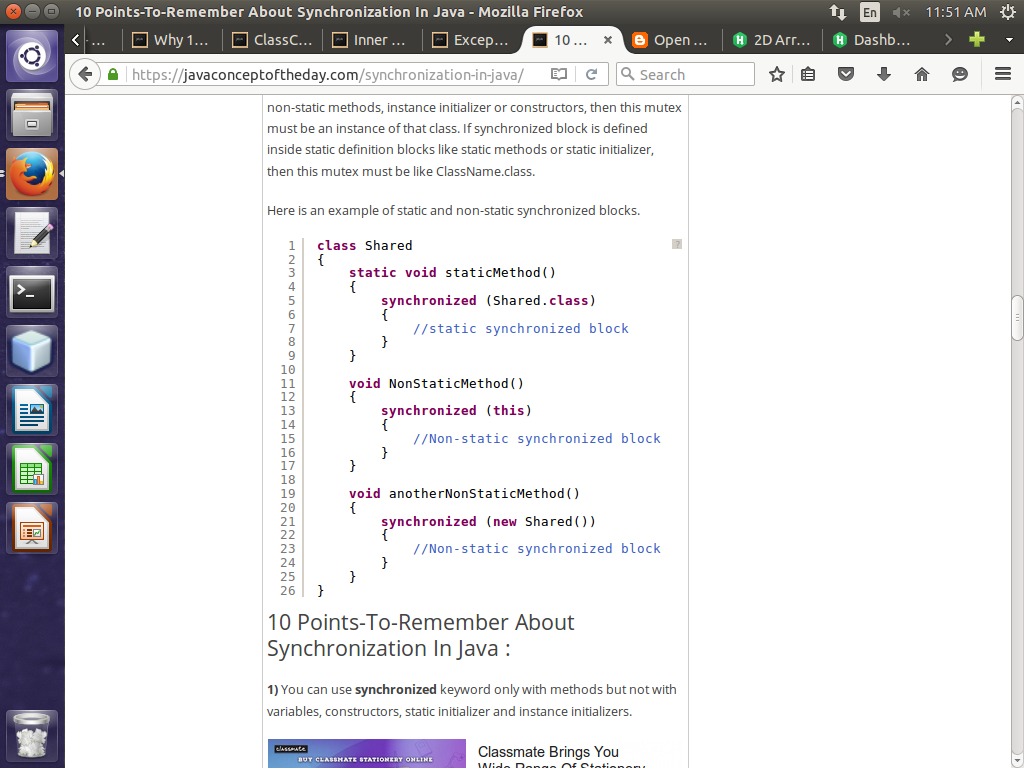 10 Points-To-Remember About Synchronization In Java - Mozilla Firefox
En
11:51 AM
...
Why 1...
ClassC...
Inner ...
Excep...
10 ...
Open ...
2D Arr...
Dashb...
https://javaconceptoftheday.com/synchronization-in-java/
Search
non-static methods, instance initializer or constructors, then this mutex
must be an instance of that class. If synchronized block is defined
inside static definition blocks like static methods or static initializer,
then this mutex must be like ClassName.class.
Here is an example of static and non-static synchronized blocks.
?
1 class Shared
2 {
3     static void staticMethod()
4     {
5         synchronized (Shared.class)
6         {
7             //static synchronized block
8         }
9     }
10
11     void NonStaticMethod()
12     {
13         synchronized (this)
14         {
15             //Non-static synchronized block
16         }
17     }
18
19     void anotherNonStaticMethod()
20     {
21         synchronized (new Shared())
22         {
23             //Non-static synchronized block
24         }
25     }
26 }
10 Points-To-Remember About
Synchronization In Java :
1) You can use synchronized keyword only with methods but not with
variables, constructors, static initializer and instance initializers.
classmate
BUY CLASSMATE STATIONERY ONLINE
Classmate Brings You
Wide Range Of Stationery